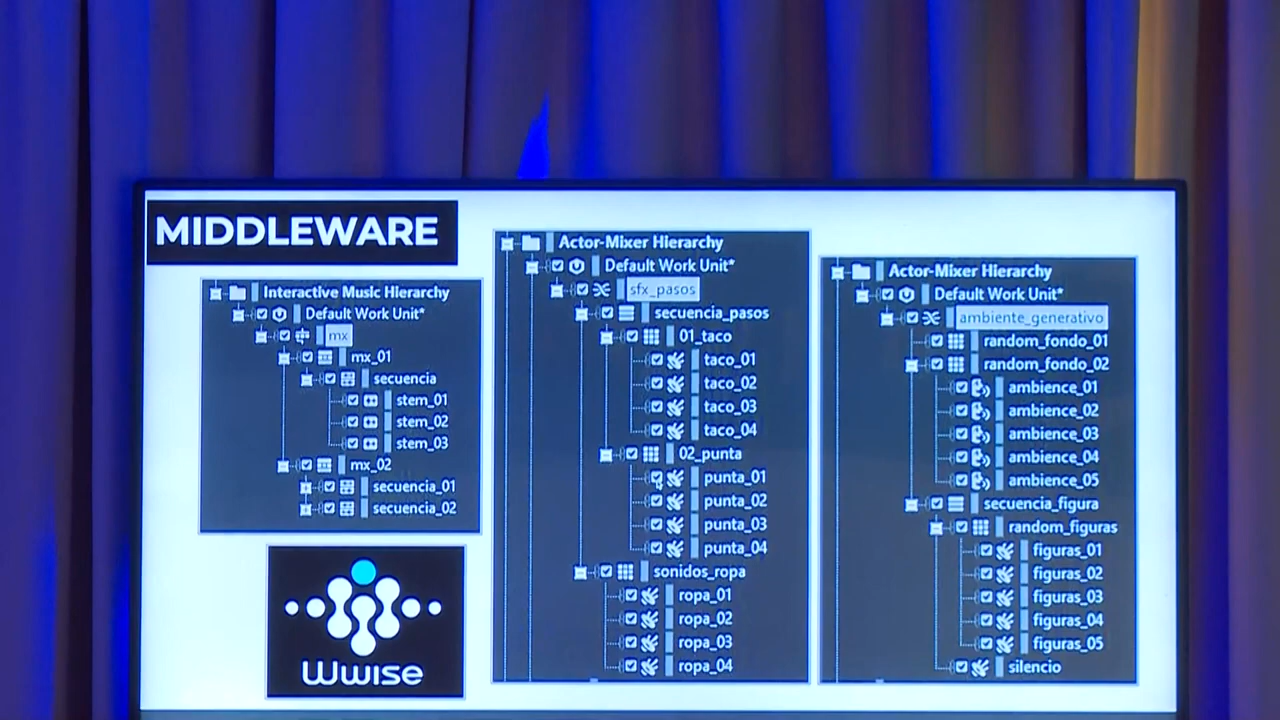 MIDDLEWARE
Interactive Music Hierarchy
Default Work Unit*
mx
mx_01
secuencia
stem_01
stem_02
stem_03
mx_02
secuencia_01
secuencia_02
Wwise
Actor-Mixer Hierarchy
Default Work Unit*
sfx_pasos
secuencia_pasos
01_taco
taco_01
taco_02
taco_03
taco_04
02_punta
punta_01
punta_02
punta_03
punta_04
sonidos_ropa
ropa_01
ropa_02
ropa_03
ropa_04
Actor-Mixer Hierarchy
Default Work Unit*
ambiente_generativo
random_fondo_01
random_fondo_02
ambience_01
ambience_02
ambience_03
ambience_04
ambience_05
secuencia_figura
random_figuras
figuras_01
figuras_02
figuras_03
figuras_04
figuras_05
silencio